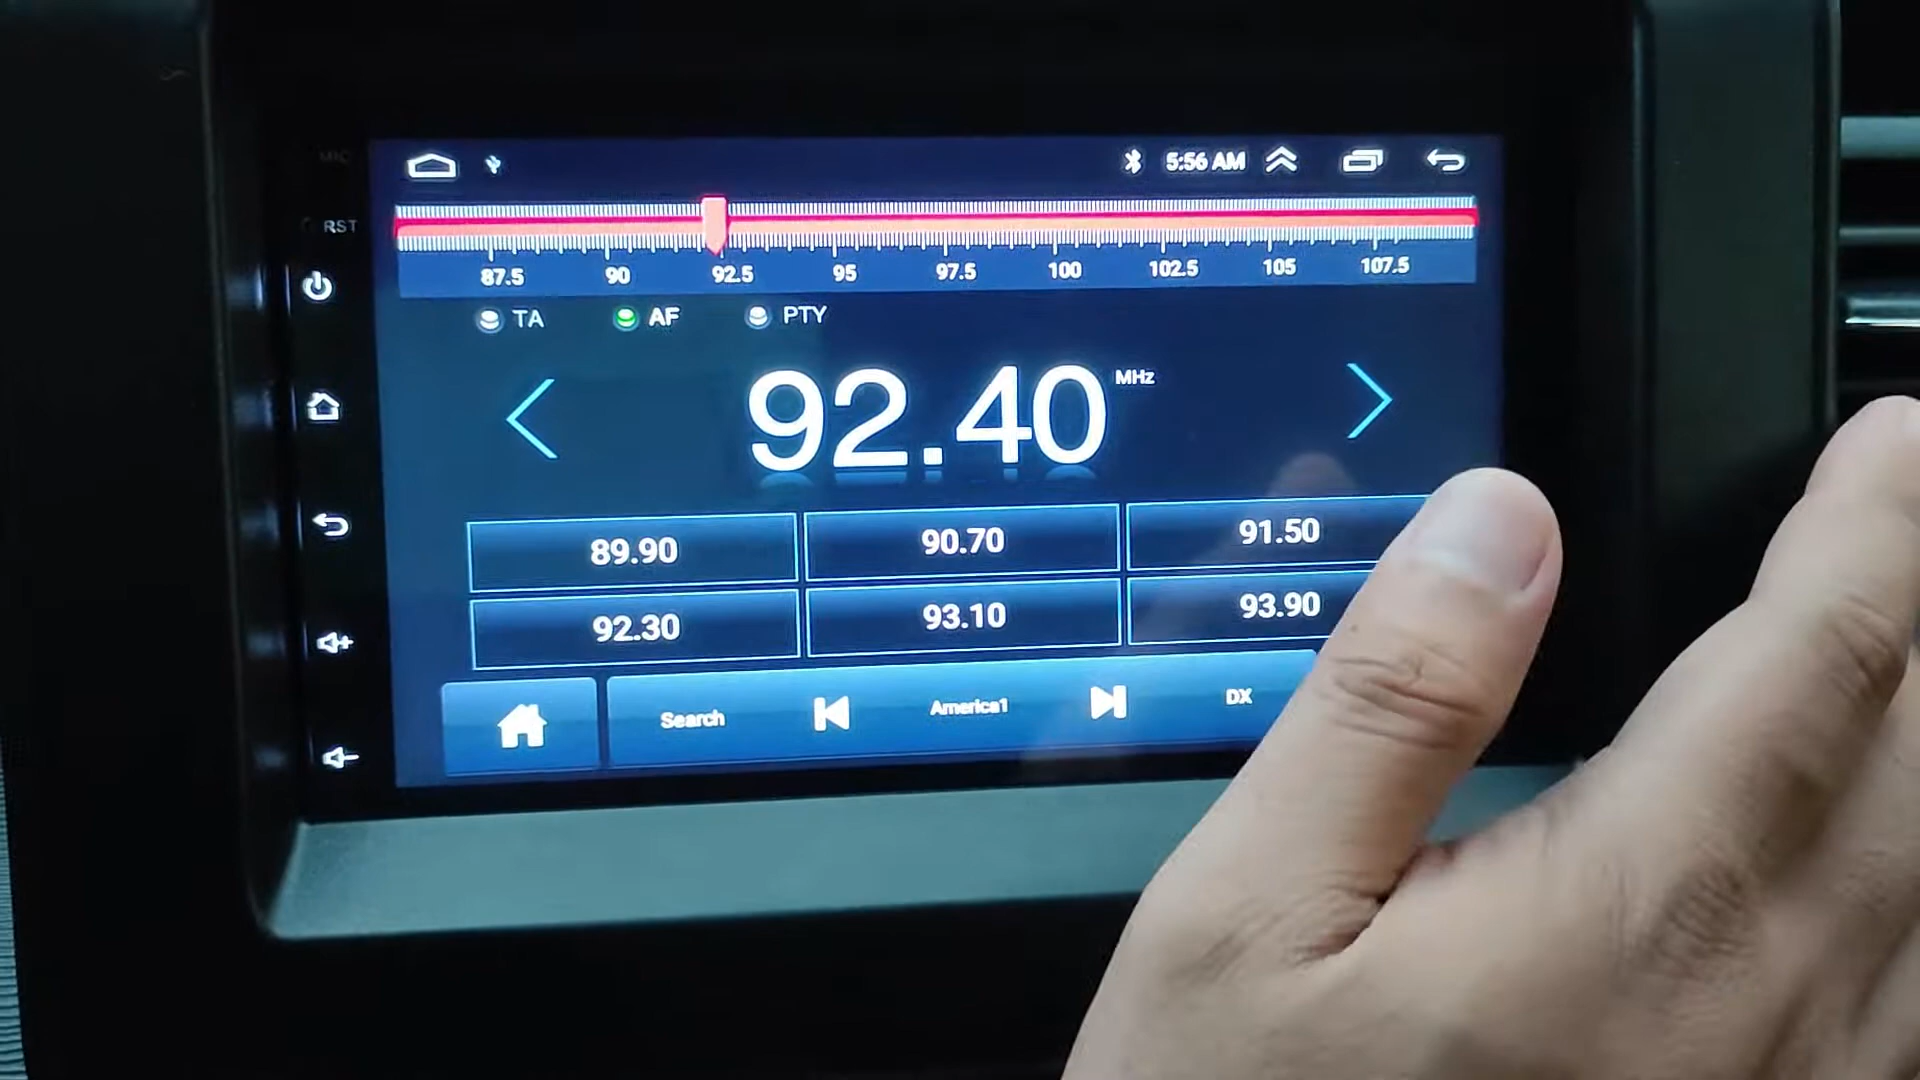 MIC
5:56 AM
RST
87.5 90 92.5 95 97.5 100 102.5 105 107.5
TA AF PTY
92.40 MHz
89.90 90.70 91.50
92.30 93.10 93.90
Search America1 DX